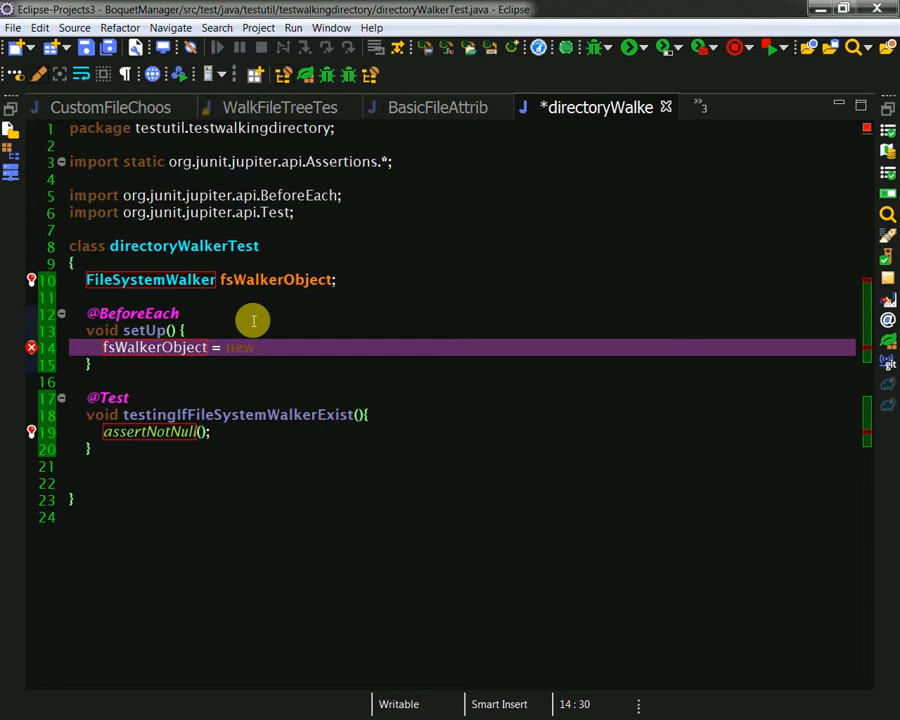 Eclipse-Projects3 - BoquetManager/src/test/java/testutil/testwalkingdirectory/directoryWalkerTest.java - Eclipse
File Edit Source Refactor Navigate Search Project Run Window Help
CustomFileChoos WalkFileTreeTes BasicFileAttrib *directoryWalke »3
1 package testutil.testwalkingdirectory;
2
3 import static org.junit.jupiter.api.Assertions.*;
4
5 import org.junit.jupiter.api.BeforeEach;
6 import org.junit.jupiter.api.Test;
7
8 class directoryWalkerTest
9 {
10 FileSystemWalker fsWalkerObject;
11
12 @BeforeEach
13 void setUp() {
14 fsWalkerObject = new
15 }
16
17 @Test
18 void testingIfFileSystemWalkerExist(){
19 assertNotNull();
20 }
21
22
23 }
24
Writable Smart Insert 14 : 30